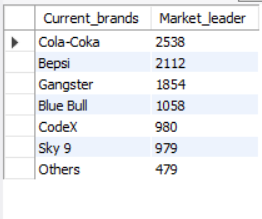 Current_brands Market_leader
Cola-Coka 2538
Bepsi 2112
Gangster 1854
Blue Bull 1058
CodeX 980
Sky 9 979
Others 479